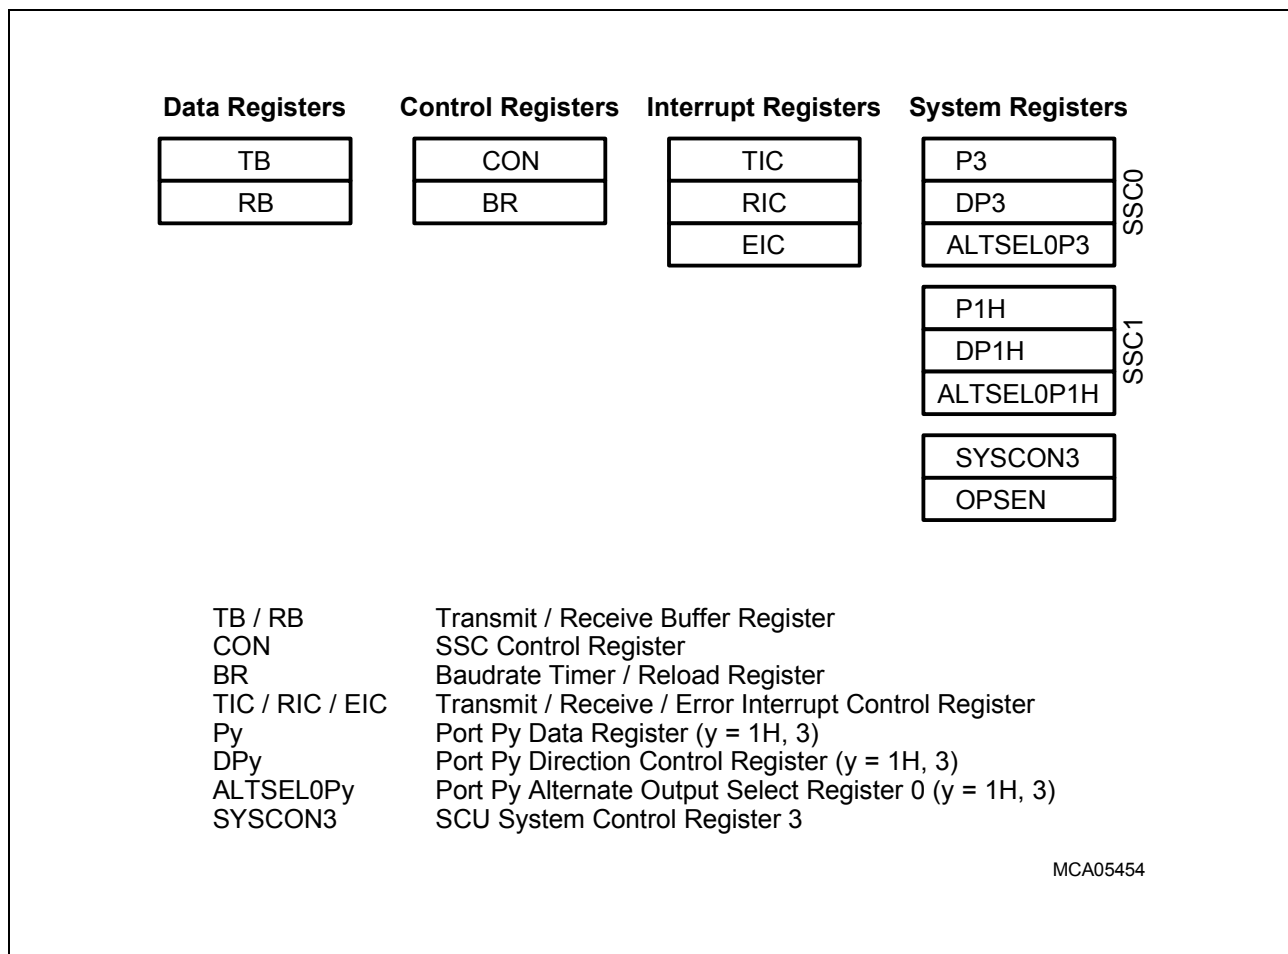 Data Registers Control Registers Interrupt Registers System Registers
TB CON TIC P3
RB BR RIC DP3
EIC ALTSEL0P3
SSC0
P1H
DP1H
ALTSEL0P1H
SSC1
SYSCON3
OPSEN
TB / RB Transmit / Receive Buffer Register
CON SSC Control Register
BR Baudrate Timer / Reload Register
TIC / RIC / EIC Transmit / Receive / Error Interrupt Control Register
Py Port Py Data Register (y = 1H, 3)
DPy Port Py Direction Control Register (y = 1H, 3)
ALTSEL0Py Port Py Alternate Output Select Register 0 (y = 1H, 3)
SYSCON3 SCU System Control Register 3
MCA05454